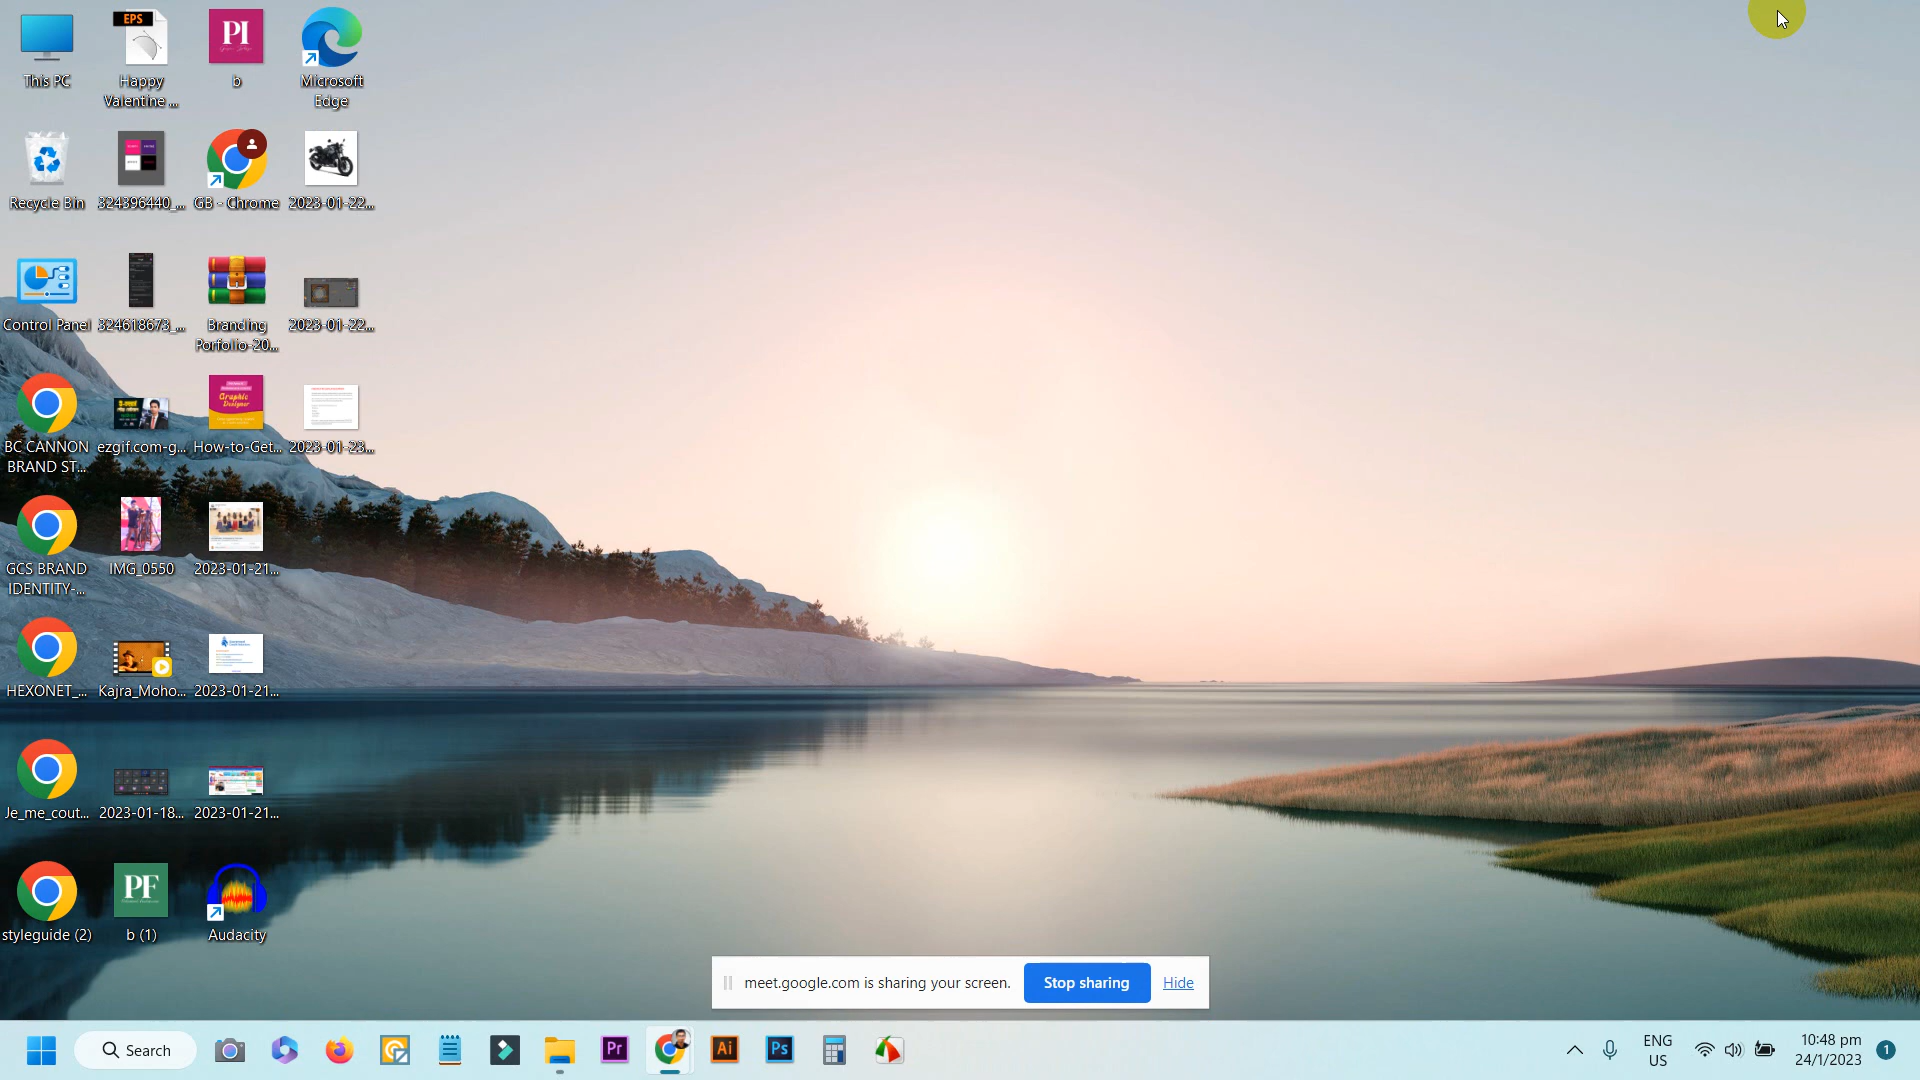 This PC
EPS
Happy
Valentine ...
PI
b
Microsoft
Edge
Recycle Bin
324396440_...
GB - Chrome
2023-01-22...
Control Panel
324618673_...
Branding
Porfolio-20...
2023-01-22...
BC CANNON
BRAND ST...
ezgif.com-g...
Graphic
Designer
How-to-Get...
2023-01-23...
GCS BRAND
IDENTITY-...
IMG_0550
2023-01-21...
HEXONET_...
Kajra_Moho...
2023-01-21...
Je_me_cout...
2023-01-18...
2023-01-21...
styleguide (2)
PF
b (1)
Audacity
meet.google.com is sharing your screen.
Stop sharing
Hide
Search
Pr
Ai
Ps
ENG
US
10:48 pm
24/1/2023
1